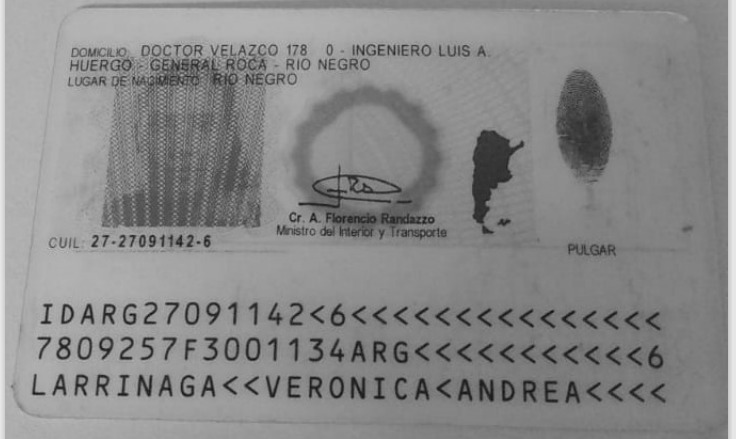 DOMICILIO: DOCTOR VELAZCO 178 0 - INGENIERO LUIS A.
HUERGO - GENERAL ROCA - RIO NEGRO
LUGAR DE NACIMIENTO: RIO NEGRO
Cr. A. Florencio Randazzo
Ministro del Interior y Transporte
CUIL: 27-27091142-6
PULGAR
IDARG27091142<6<<<<<<<<<<<<<<<
7809257F3001134ARG<<<<<<<<<<<6
LARRINAGA<<VERONICA<ANDREA<<<<